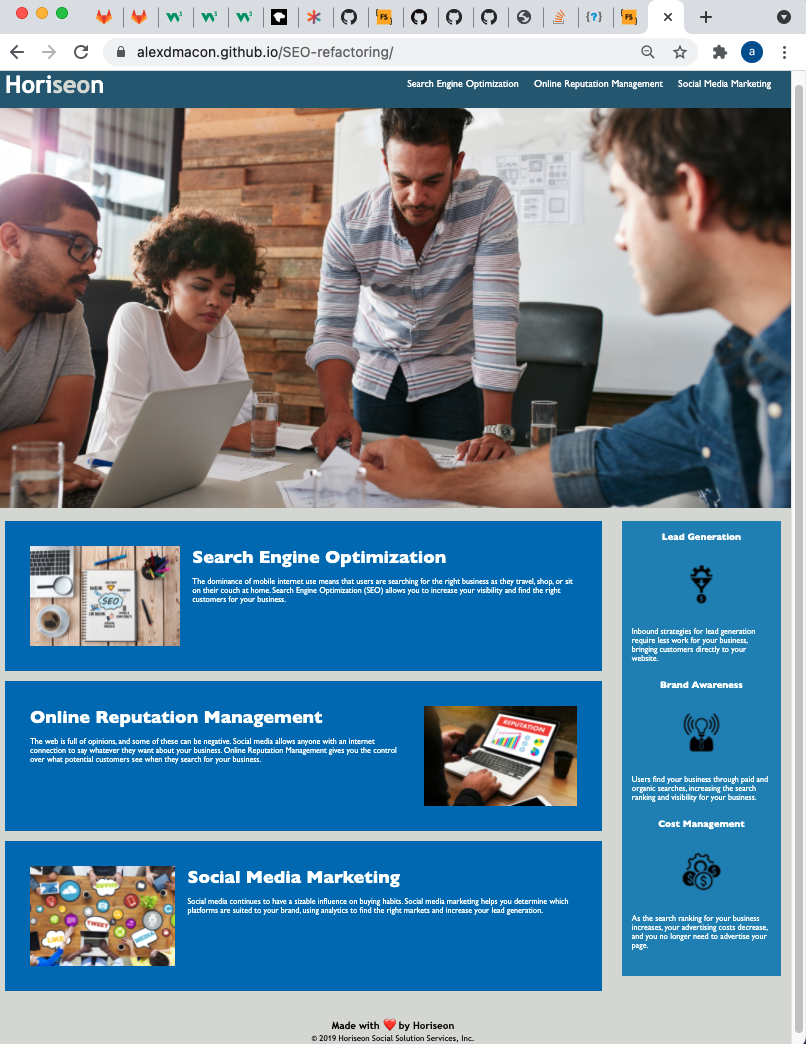 alexdmacon.github.io/SEO-refactoring/
a
Horiseon
Search Engine Optimization Online Reputation Management Social Media Marketing
SEO
Search Engine Optimization
The dominance of mobile internet use means that users are searching for the right business as they travel, shop, or sit
on their couch at home. Search Engine Optimization (SEO) allows you to increase your visibility and find the right
customers for your business.
Online Reputation Management
The web is full of opinions, and some of these can be negative. Social media allows anyone with an internet
connection to say whatever they want about your business. Online Reputation Management gives you the control
over what potential customers see when they search for your business.
REPUTATION
SHARE
TWEET
LIKE
MEDIA
Social Media Marketing
Social media continues to have a sizable influence on buying habits. Social media marketing helps you determine which
platforms are suited to your brand, using analytics to find the right markets and increase your lead generation.
Lead Generation
Inbound strategies for lead generation
require less work for your business,
bringing customers directly to your
website.
Brand Awareness
Users find your business through paid and
organic searches, increasing the search
ranking and visibility for your business.
Cost Management
As the search ranking for your business
increases, your advertising costs decrease,
and you no longer need to advertise your
page.
Made with ❤️ by Horiseon
© 2019 Horiseon Social Solution Services, Inc.